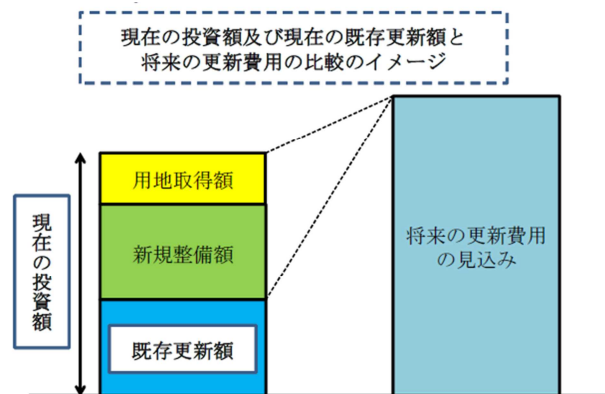 現在の投資額及び現在の既存更新額と
将来の更新費用の比較のイメージ
現在の投資額
用地取得額
新規整備額
既存更新額
将来の更新費用
の見込み